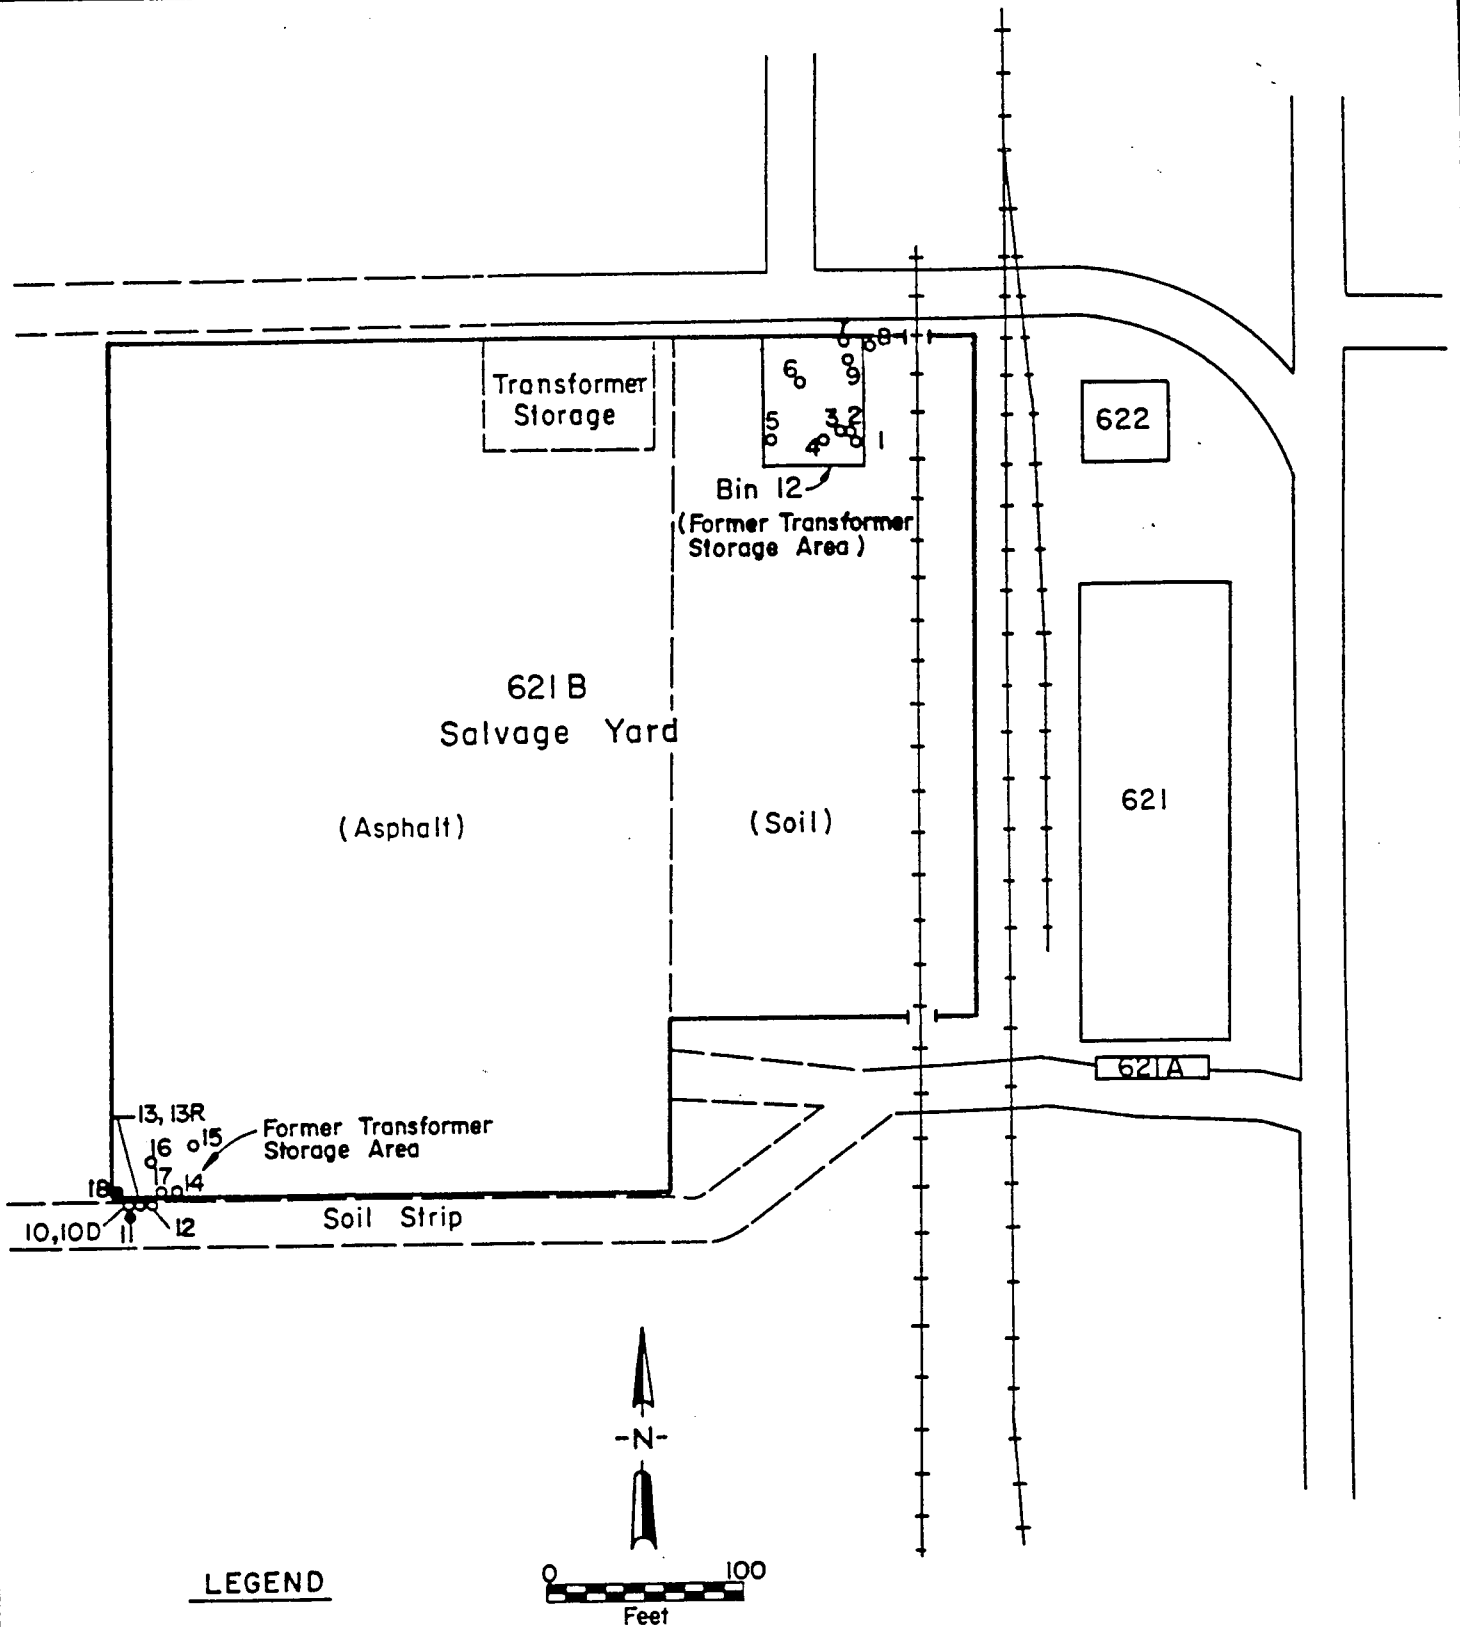 7
8
6
9
Transformer
Storage
622
5
3
2
4
1
Bin 12
(Former Transformer
Storage Area)
621B
Salvage Yard
621
(Asphalt)
(Soil)
621A
13, 13R
15
Former Transformer
Storage Area
16
17
14
18
Soil Strip
10,10D
11
12
-N-
0
100
Feet
LEGEND